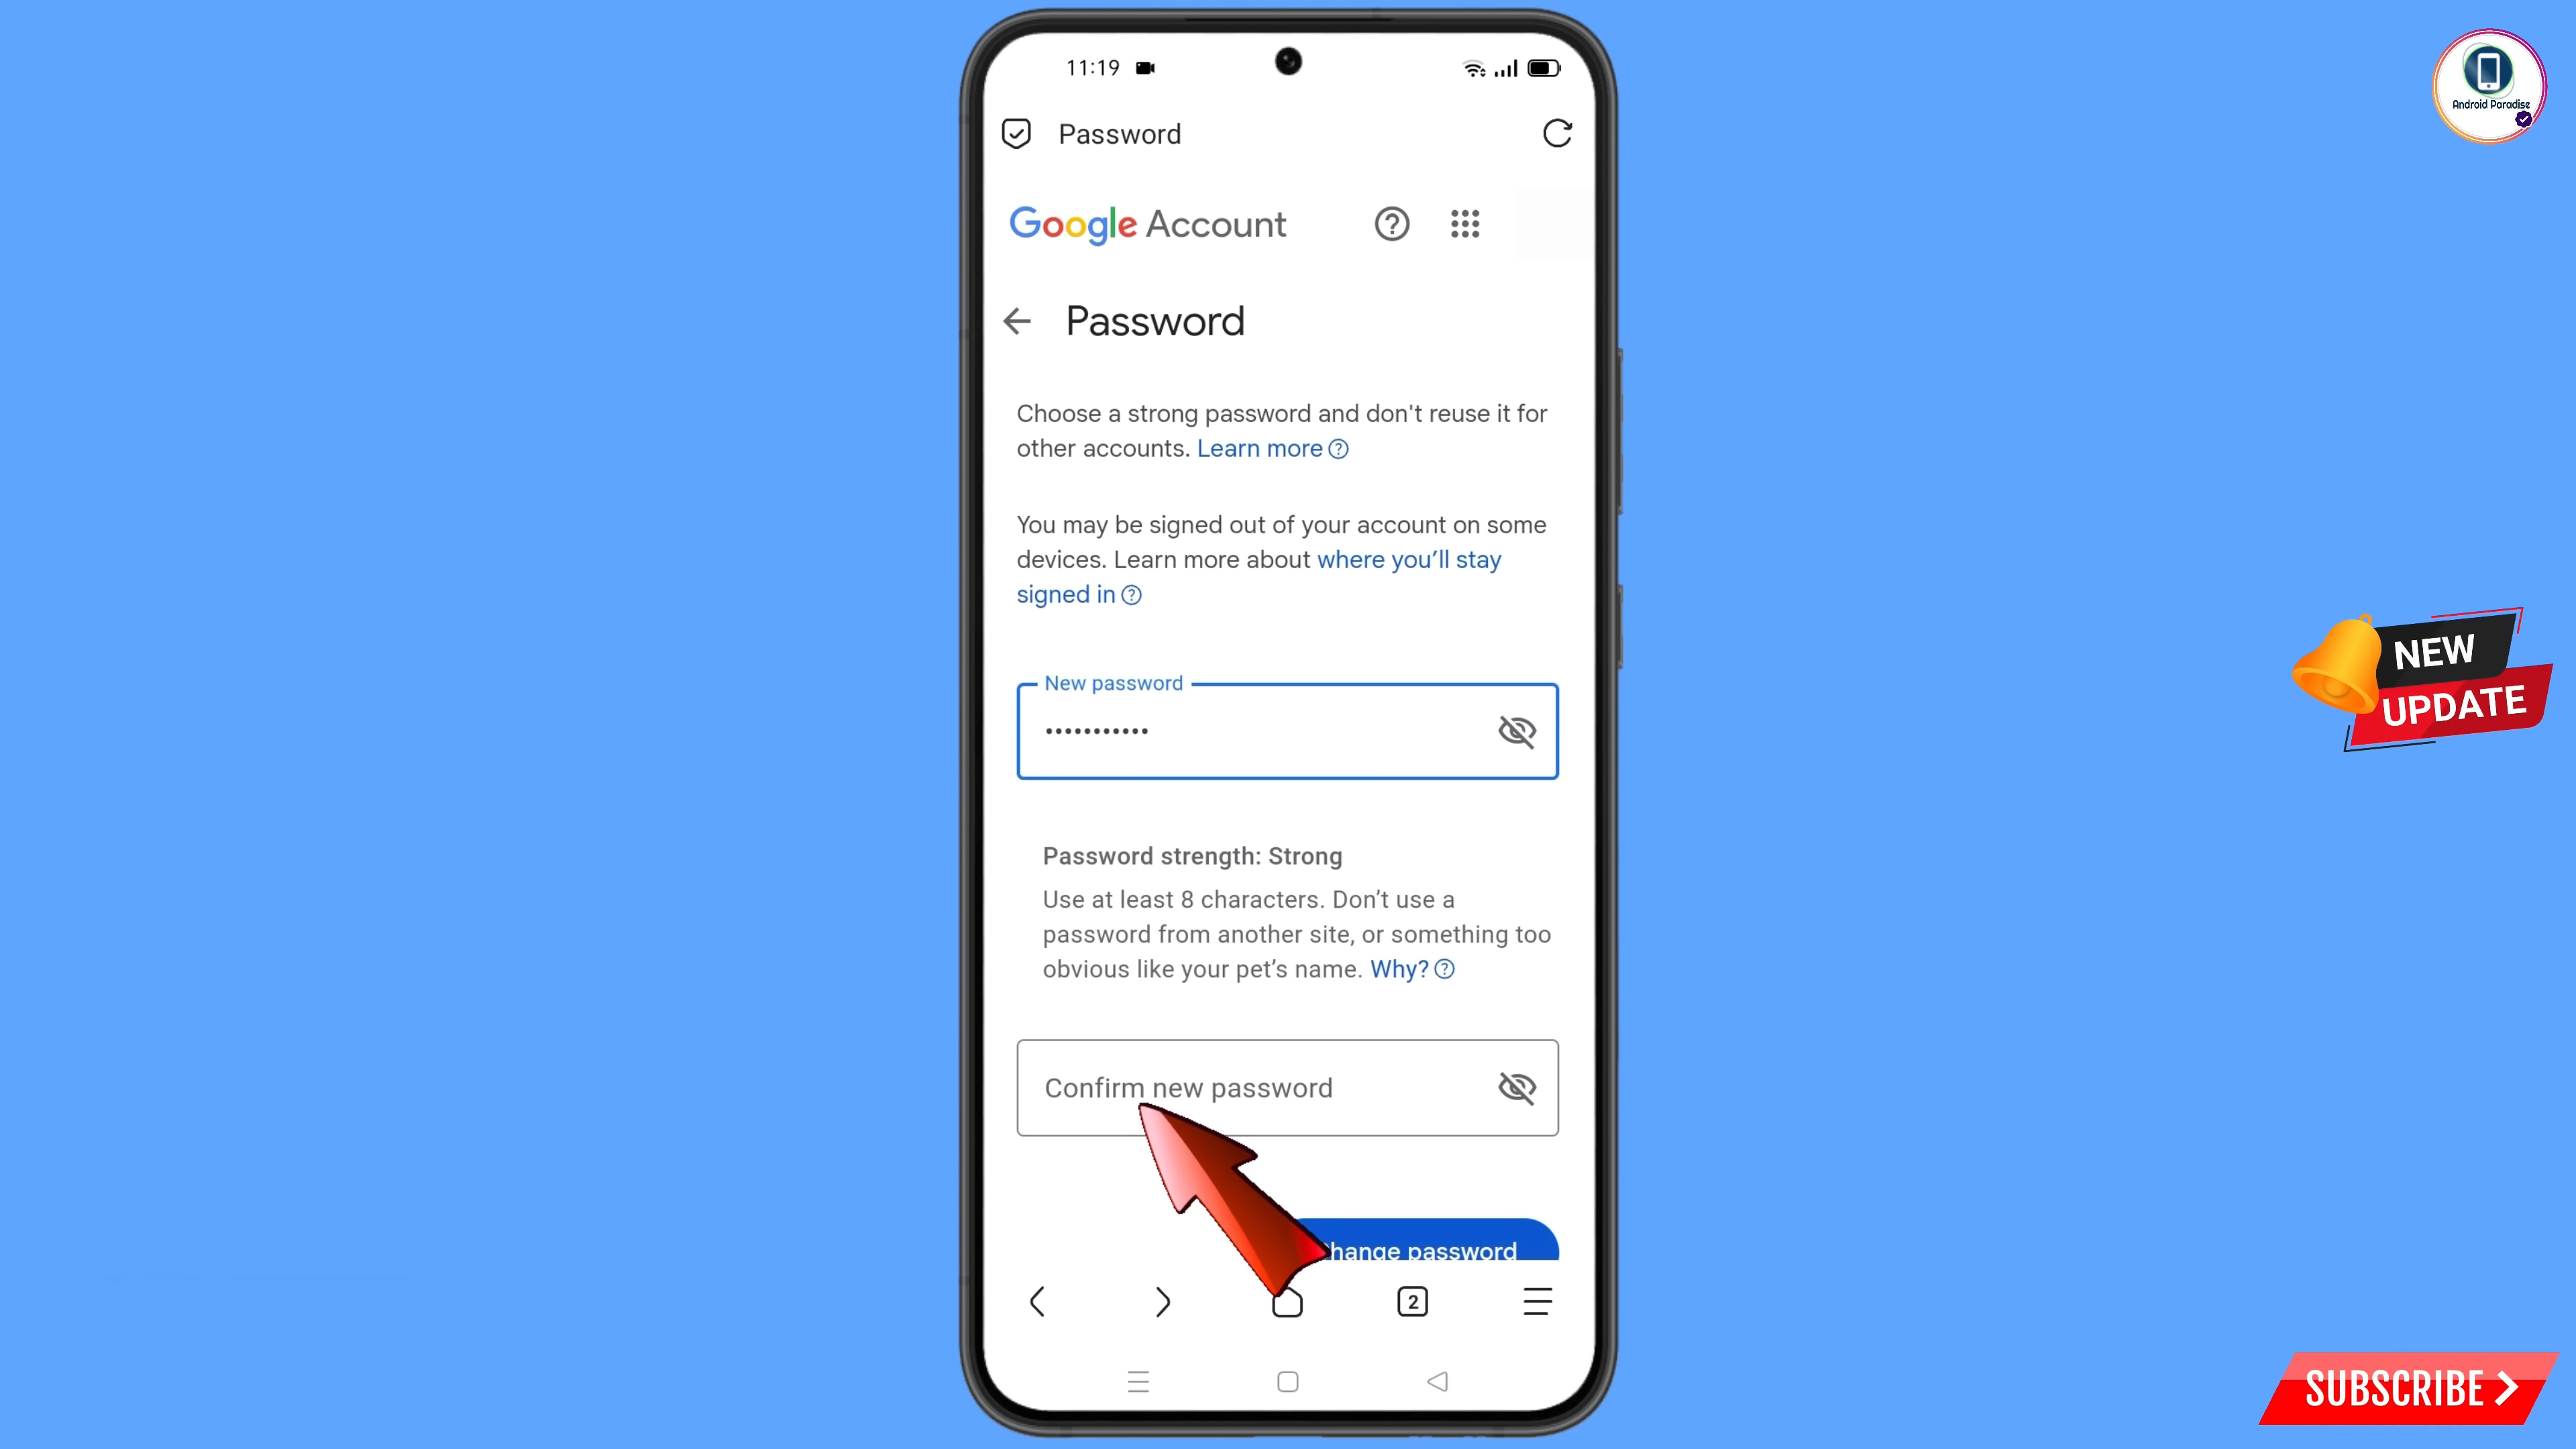 11:19
Password
Google Account
Password
Choose a strong password and don't reuse it for
other accounts. Learn more
You may be signed out of your account on some
devices. Learn more about where you’ll stay
signed in
New password
Password strength: Strong
Use at least 8 characters. Don’t use a
password from another site, or something too
obvious like your pet’s name. Why?
Confirm new password
hange password
2
Android Paradise
NEW
UPDATE
SUBSCRIBE